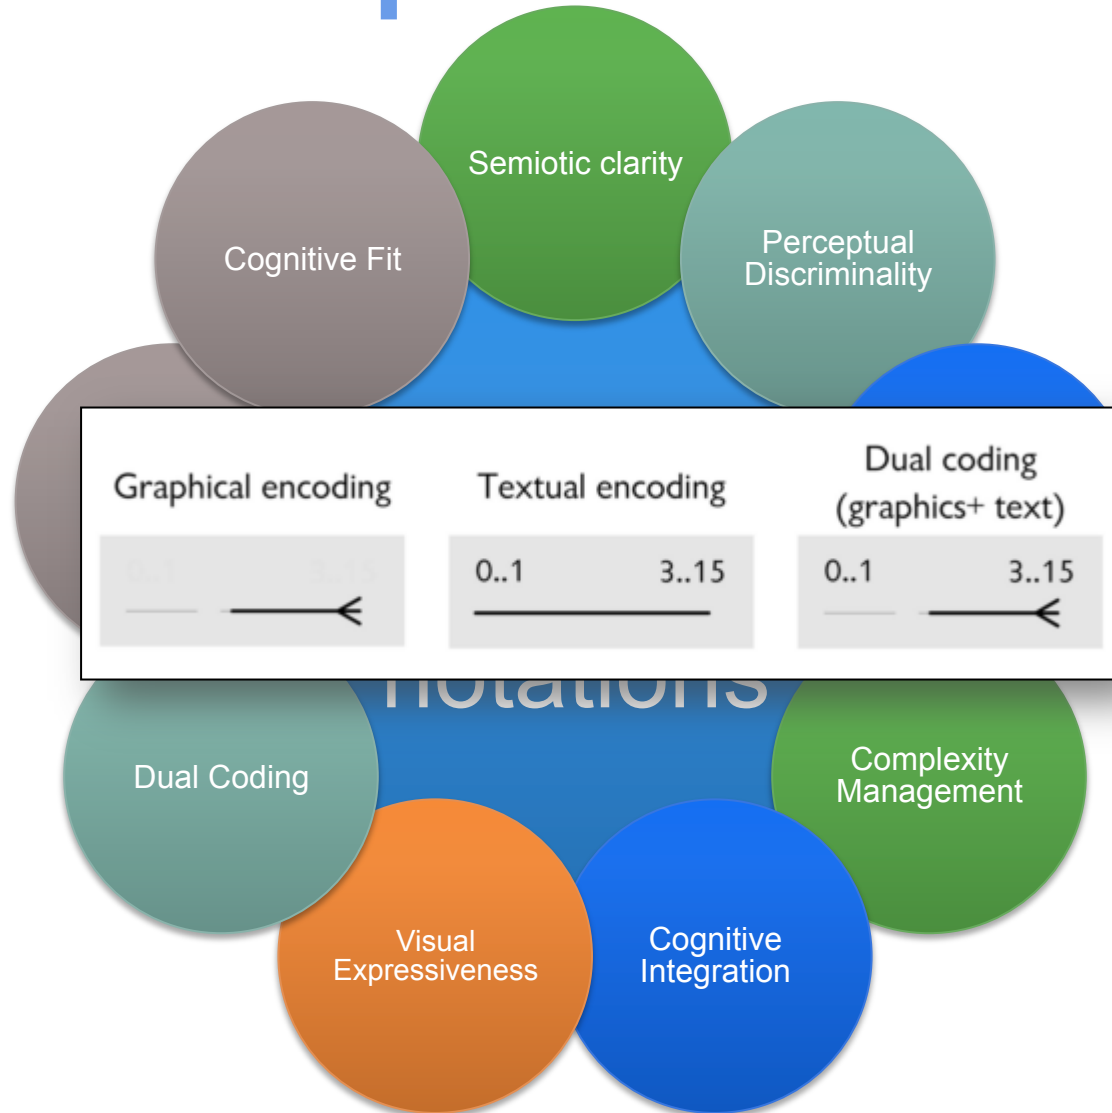 Semiotic clarity
Cognitive Fit
Perceptual
Discriminality
Graphical encoding
Textual encoding
Dual coding
(graphics+ text)
0..1 3..15
0..1 3..15
0..1 3..15
notations
Dual Coding
Complexity
Management
Visual
Expressiveness
Cognitive
Integration